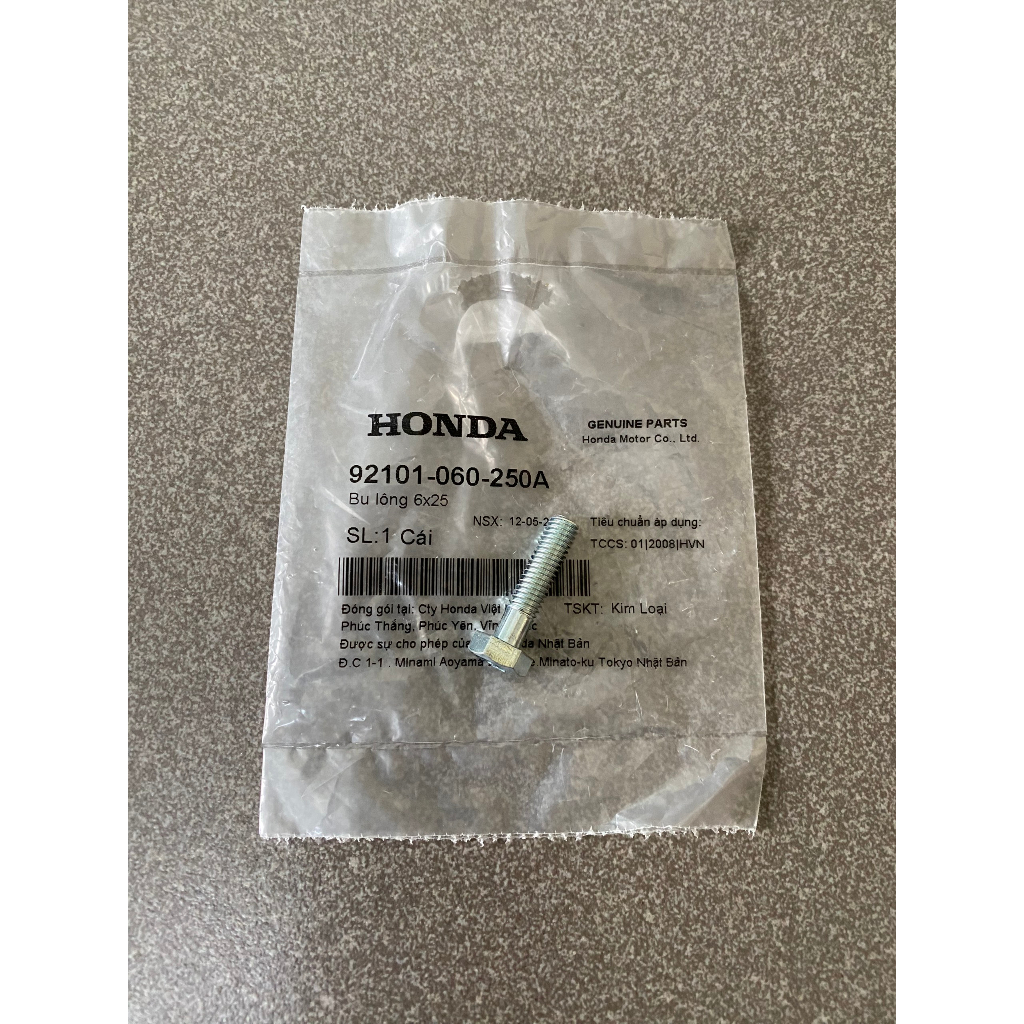 HONDA
GENUINE PARTS
Honda Motor Co., Ltd.
92101-060-250A
Bu lông 6x25
NSX: 12-05-2
Tiêu chuẩn áp dụng:
SL:1 Cái
TCCS: 01|2008|HVN
Đóng gói tại: Cty Honda Việt
TSKT: Kim Loại
Phúc Thắng, Phúc Yên, Vĩn
Được sự cho phép của Nhật Bản
Đ.C 1-1 . Minami Aoyama Minato-ku Tokyo Nhật Bản